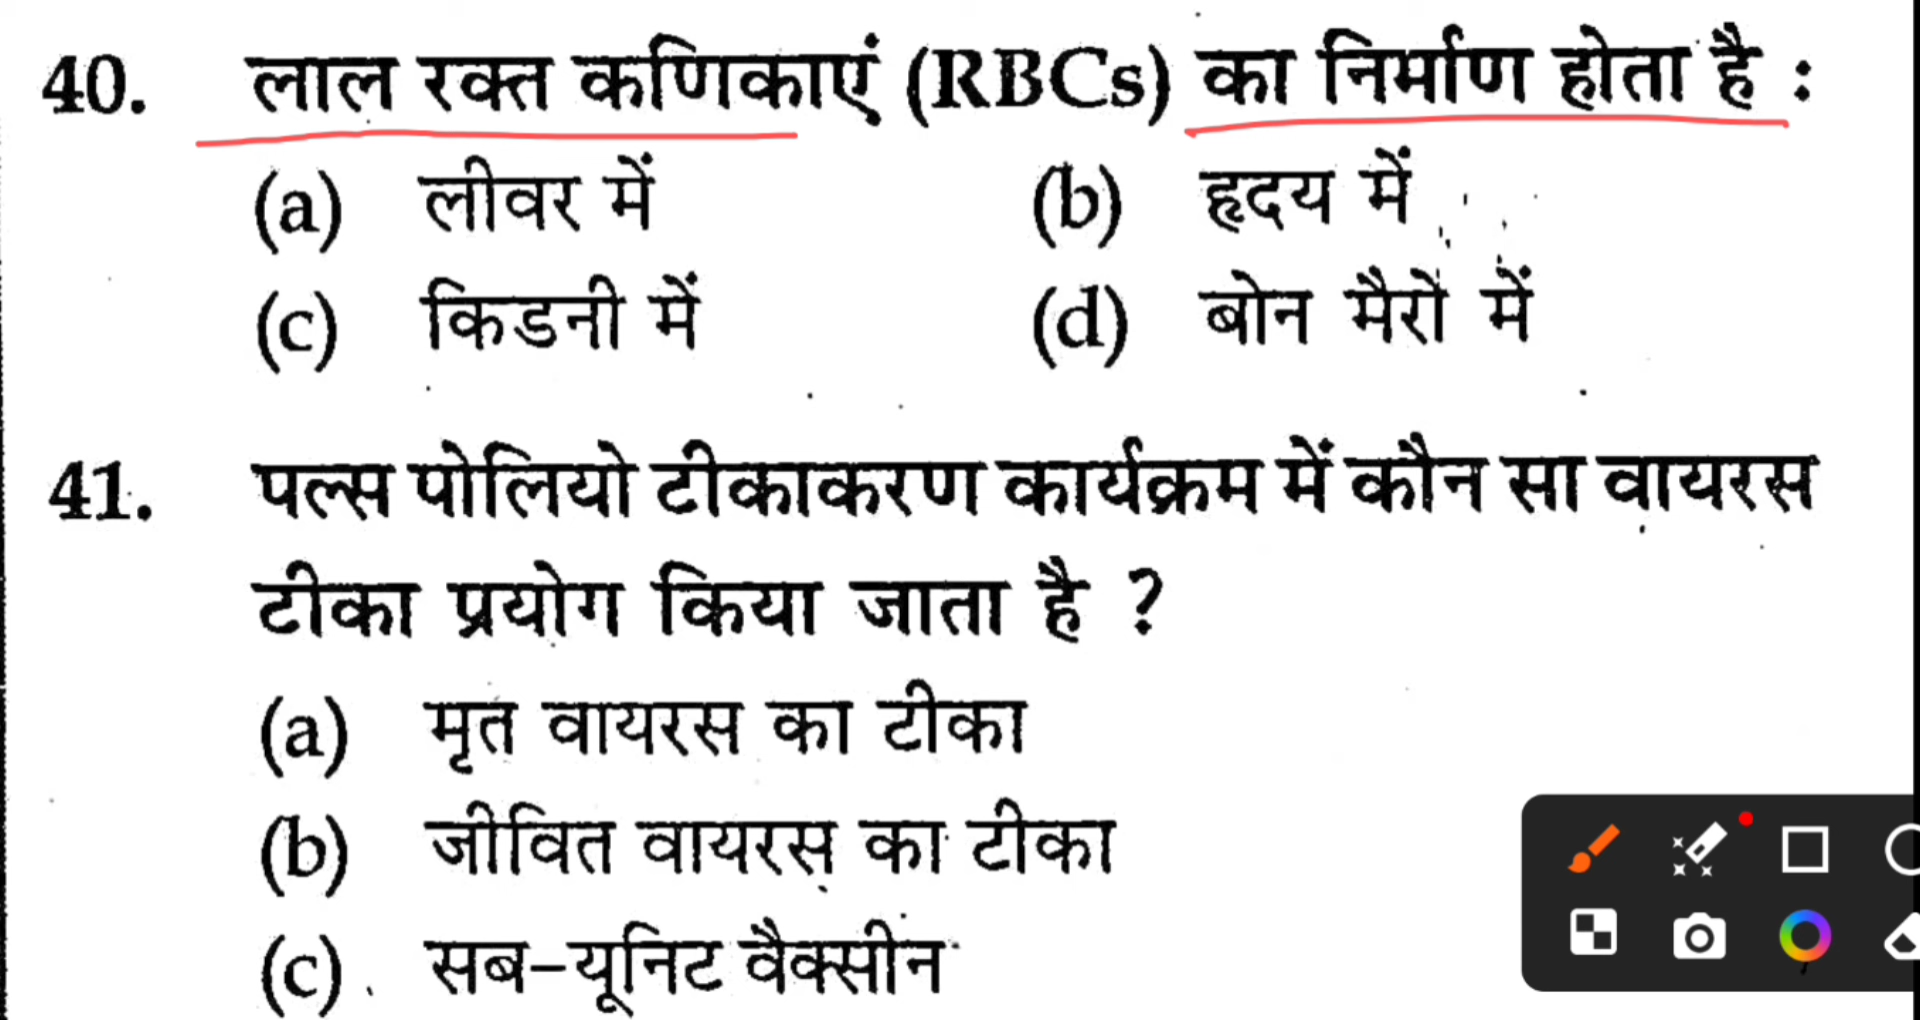 40. लाल रक्त कणिकाएं (RBCs) का निर्माण होता है :
(a) लीवर में (b) हृदय में
(c) किडनी में (d) बोन मैरो में
41. पल्स पोलियो टीकाकरण कार्यक्रम में कौन सा वायरस
टीका प्रयोग किया जाता है ?
(a) मृत वायरस का टीका
(b) जीवित वायरस का टीका
(c) सब-यूनिट वैक्सीन